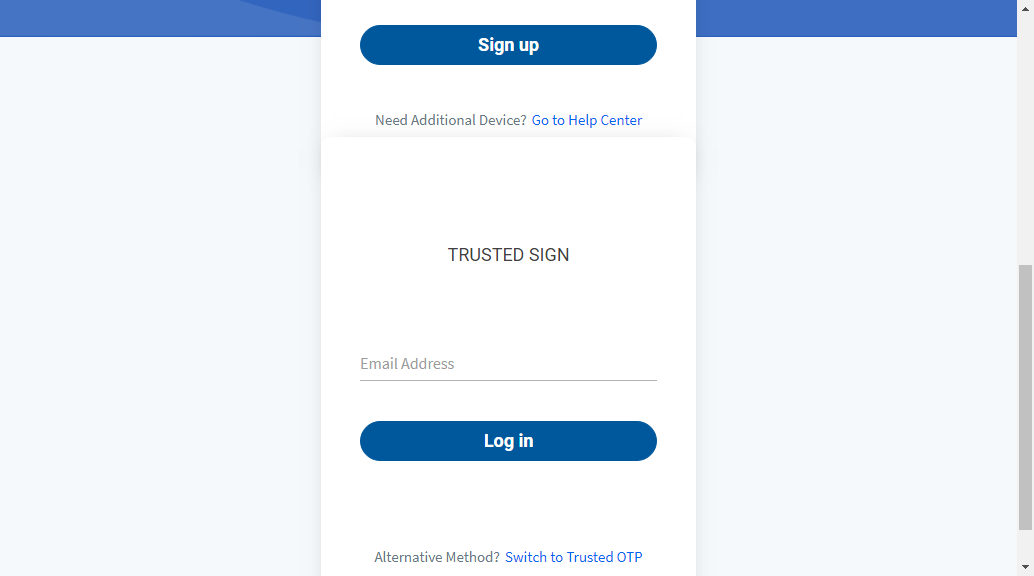 Sign up
Need Additional Device? Go to Help Center
TRUSTED SIGN
Email Address
Log in
Alternative Method? Switch to Trusted OTP